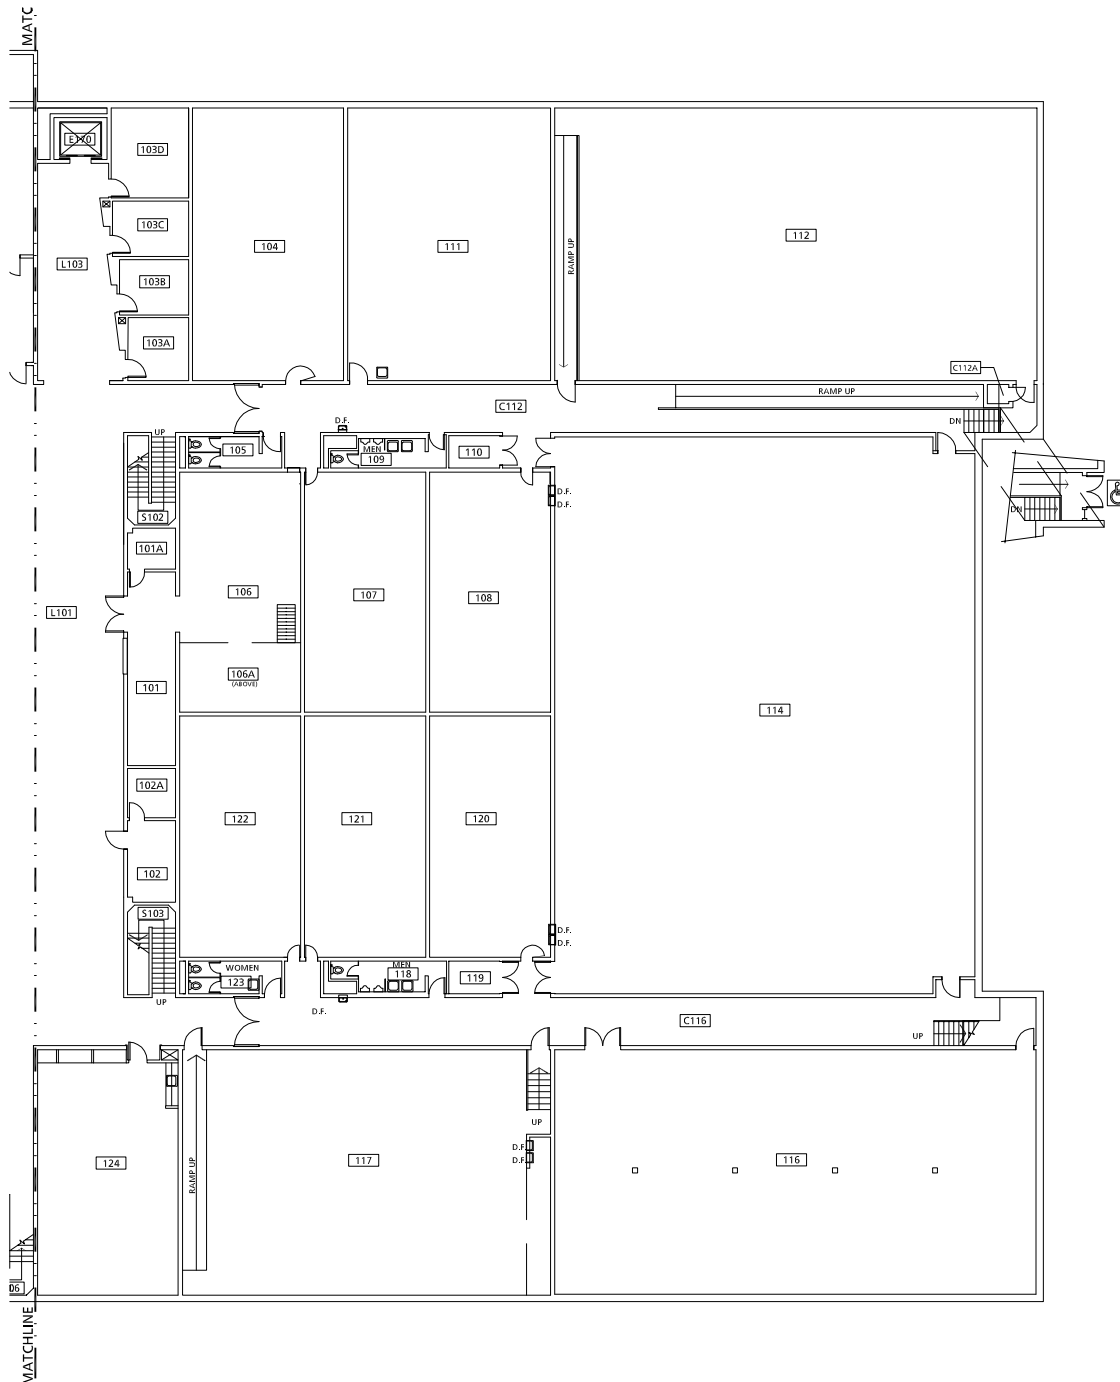 MATC
E170
103D
103C
104
111
112
L103
RAMP UP
103B
103A
C112A
RAMP UP
C112
D.F.
DN
UP
105
MEN
109
110
D.F.
D.F.
DN
S102
101A
106
107
108
L101
106A
(ABOVE)
101
114
102A
122
121
120
102
S103
D.F.
D.F.
WOMEN
MEN
123
118
119
UP
D.F.
C116
UP
UP
D.F.
D.F.
124
RAMP UP
117
116
06
MATCHLINE